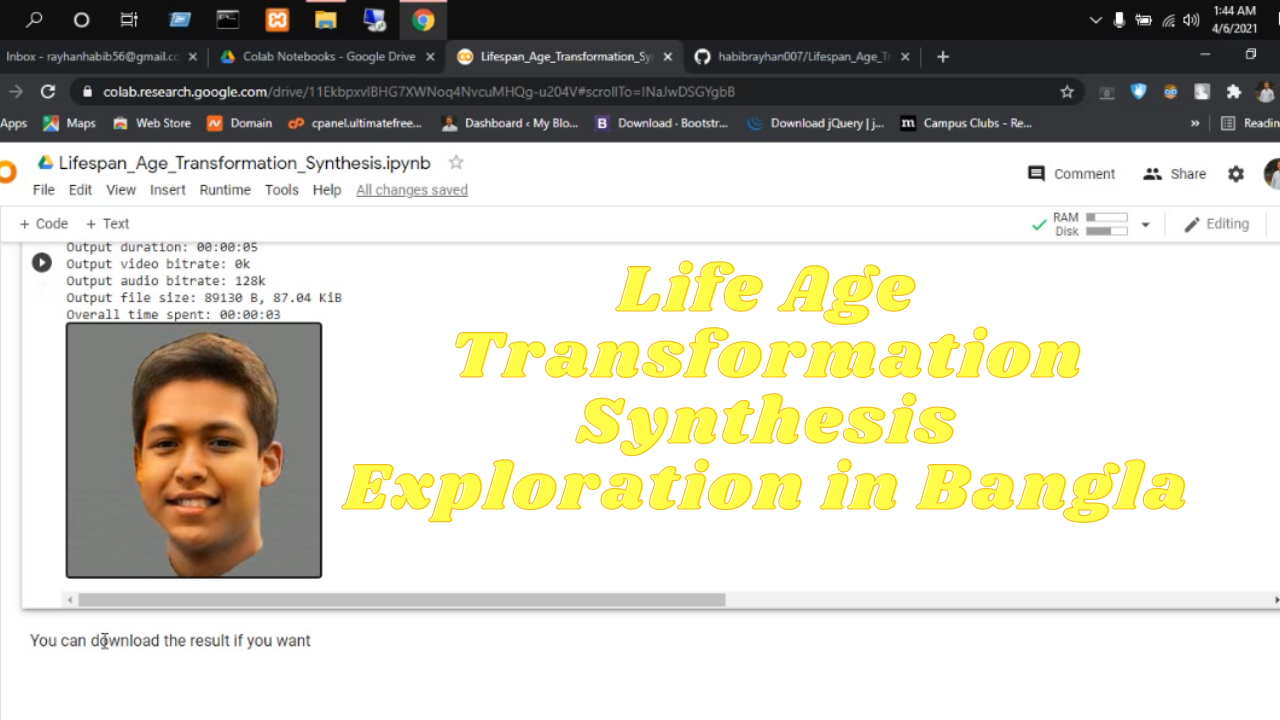 1:44 AM
4/6/2021
Inbox - rayhanhabib56@gmail.cc
Colab Notebooks - Google Drive
Lifespan_Age_Transformation_Sy
habibrayhan007/Lifespan_Age_Tr
colab.research.google.com/drive/11EkbpxvlBHG7XWNoq4NvcuMHQg-u204V#scrollTo=INaJwDSGYgbB
Apps
Maps
Web Store
Domain
cpanel.ultimatefree...
Dashboard ‹ My Blo...
Download · Bootstr...
Download jQuery | j...
Campus Clubs - Re...
»
Reading
Lifespan_Age_Transformation_Synthesis.ipynb
Comment
Share
File Edit View Insert Runtime Tools Help All changes saved
+ Code + Text
RAM
Disk
Editing
Output duration: 00:00:05
Output video bitrate: 0k
Output audio bitrate: 128k
Output file size: 89130 B, 87.04 KiB
Overall time spent: 00:00:03
Life Age
Transformation
Synthesis
Exploration in Bangla
You can download the result if you want